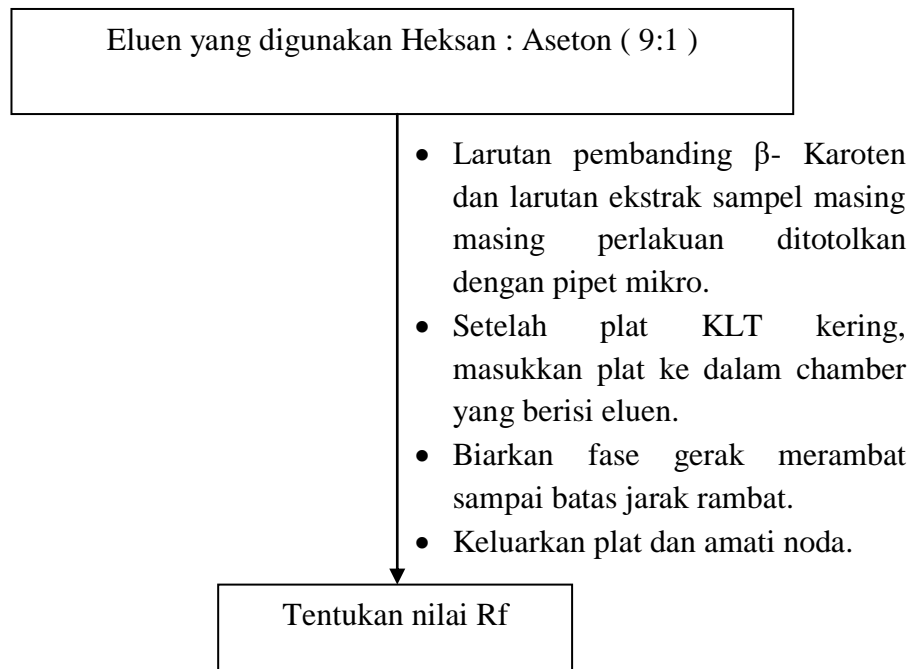 Eluen yang digunakan Heksan : Aseton ( 9:1 )
• Larutan pembanding β- Karoten
dan larutan ekstrak sampel masing
masing perlakuan ditotolkan
dengan pipet mikro.
• Setelah plat KLT kering,
masukkan plat ke dalam chamber
yang berisi eluen.
• Biarkan fase gerak merambat
sampai batas jarak rambat.
• Keluarkan plat dan amati noda.
Tentukan nilai Rf